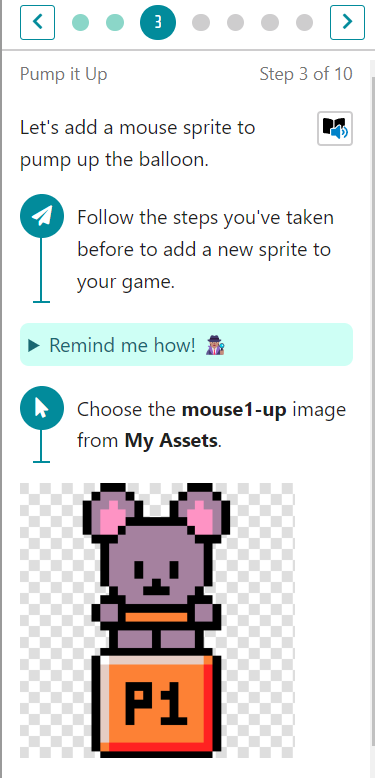 3
Pump it Up
Step 3 of 10
Let's add a mouse sprite to
pump up the balloon.
Follow the steps you've taken
before to add a new sprite to
your game.
Remind me how!
Choose the mouse1-up image
from My Assets.
P1